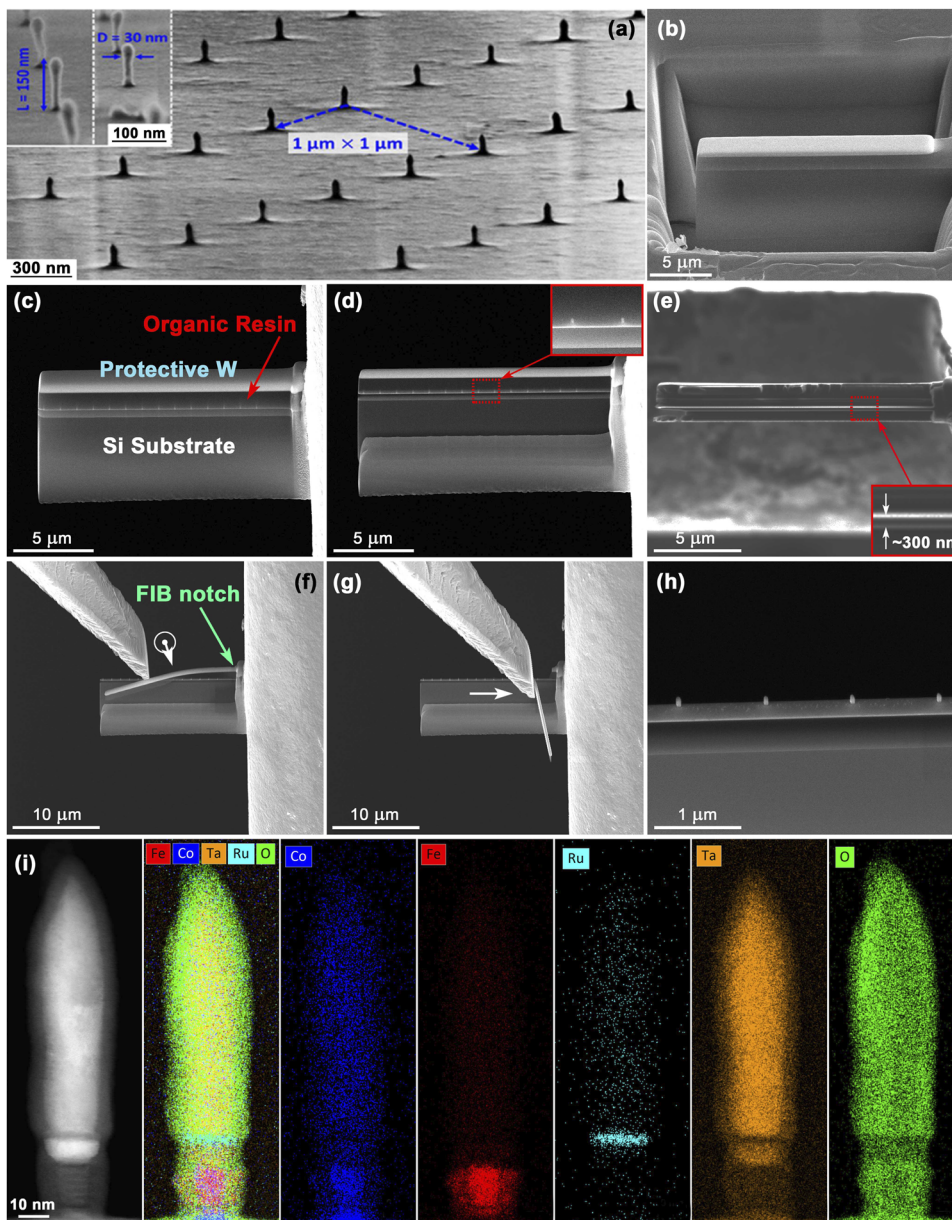 (a)
L = 150 nm
D = 30 nm
100 nm
1 μm × 1 μm
300 nm
(b)
5 μm
(c)
Organic Resin
Protective W
Si Substrate
5 μm
(d)
5 μm
(e)
~300 nm
5 μm
(f)
FIB notch
10 μm
(g)
10 μm
(h)
1 μm
(i)
Fe Co Ta Ru O
Co
Fe
Ru
Ta
O
10 nm